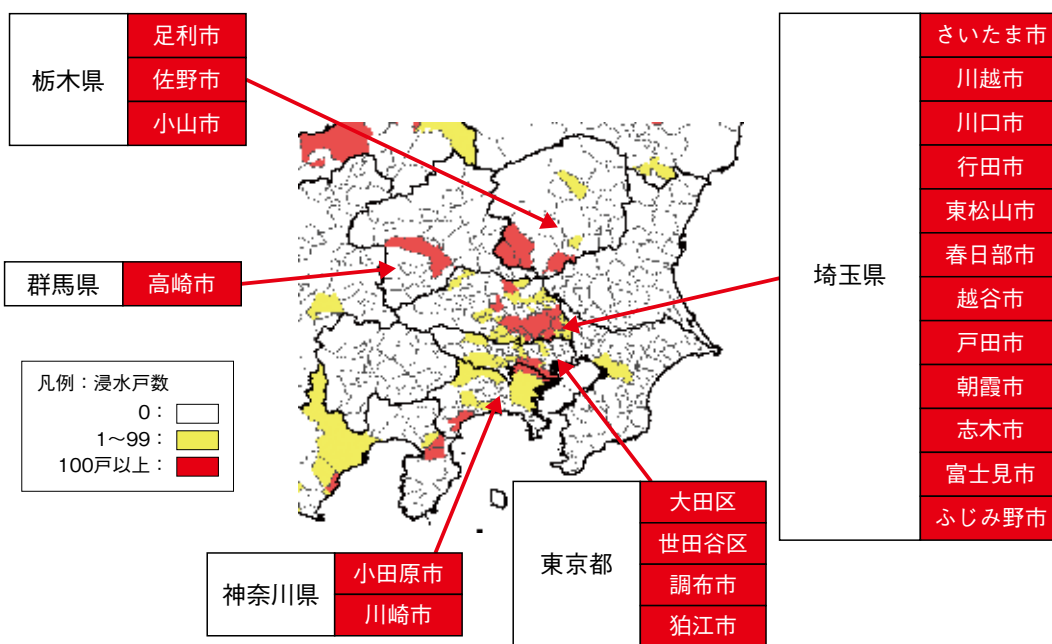 栃木県
足利市
佐野市
小山市
群馬県
高崎市
凡例：浸水戸数
0：
1〜99：
100戸以上：
神奈川県
小田原市
川崎市
東京都
大田区
世田谷区
調布市
狛江市
埼玉県
さいたま市
川越市
川口市
行田市
東松山市
春日部市
越谷市
戸田市
朝霞市
志木市
富士見市
ふじみ野市